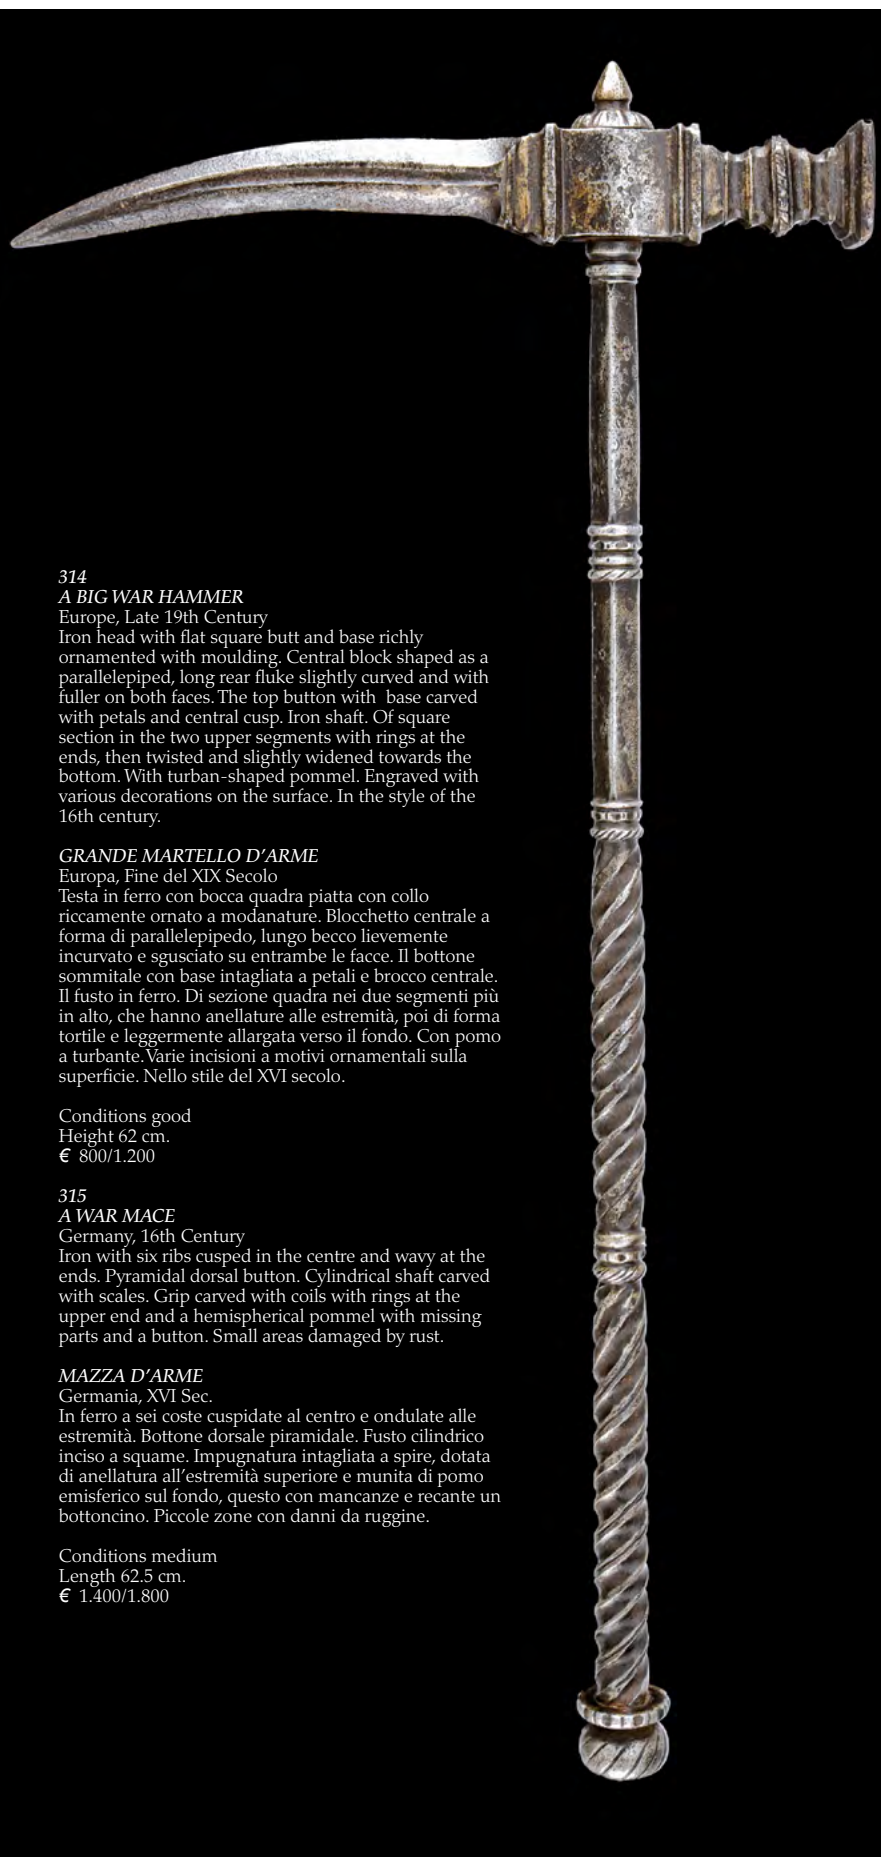 314
A BIG WAR HAMMER
Europe, Late 19th Century
Iron head with flat square butt and base richly
ornamented with moulding. Central block shaped as a
parallelepiped, long rear fluke slightly curved and with
fuller on both faces. The top button with base carved
with petals and central cusp. Iron shaft. Of square
section in the two upper segments with rings at the
ends, then twisted and slightly widened towards the
bottom. With turban-shaped pommel. Engraved with
various decorations on the surface. In the style of the
16th century.
GRANDE MARTELLO D'ARME
Europa, Fine del XIX Secolo
Testa in ferro con bocca quadra piatta con collo
riccamente ornato a modanature. Blocchetto centrale a
forma di parallelepipedo, lungo becco lievemente
incurvato e sgusciato su entrambe le facce. Il bottone
sommitale con base intagliata a petali e brocco centrale.
Il fusto in ferro. Di sezione quadra nei due segmenti più
in alto, che hanno anellature alle estremità, poi di forma
tortile e leggermente allargata verso il fondo. Con pomo
a turbante. Varie incisioni a motivi ornamentali sulla
superficie. Nello stile del XVI secolo.
Conditions good
Height 62 cm.
€ 800/1.200
315
A WAR MACE
Germany, 16th Century
Iron with six ribs cusped in the centre and wavy at the
ends. Pyramidal dorsal button. Cylindrical shaft carved
with scales. Grip carved with coils with rings at the
upper end and a hemispherical pommel with missing
parts and a button. Small areas damaged by rust.
MAZZA D'ARME
Germania, XVI Sec.
In ferro a sei coste cuspidate al centro e ondulate alle
estremità. Bottone dorsale piramidale. Fusto cilindrico
inciso a squame. Impugnatura intagliata a spire, dotata
di anellatura all'estremità superiore e munita di pomo
emisferico sul fondo, questo con mancanze e recante un
bottoncino. Piccole zone con danni da ruggine.
Conditions medium
Length 62.5 cm.
€ 1.400/1.800